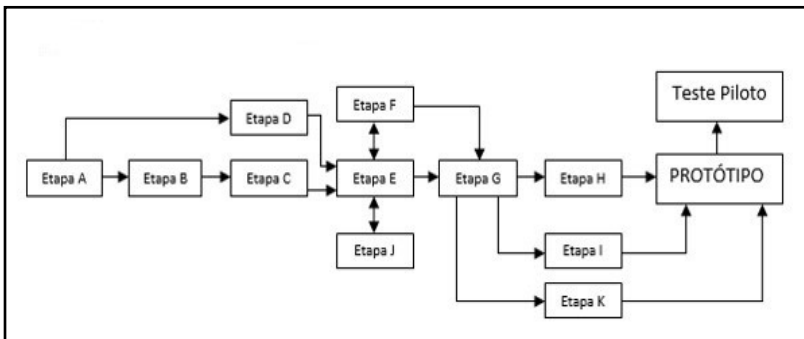 Teste Piloto
Etapa F
Etapa D
Etapa A
Etapa B
Etapa C
Etapa E
Etapa G
Etapa H
PROTÓTIPO
Etapa J
Etapa I
Etapa K